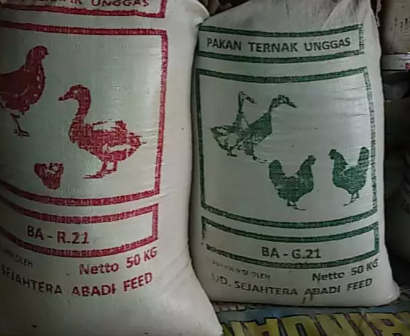 UNGGAS
BA - R.21
Netto 50 KG
SEJAHTERA ABADI FEED
PAKAN TERNAK UNGGAS
BA - G.21
OLEH
Netto 50 KG
UD. SEJAHTERA ABADI FEED